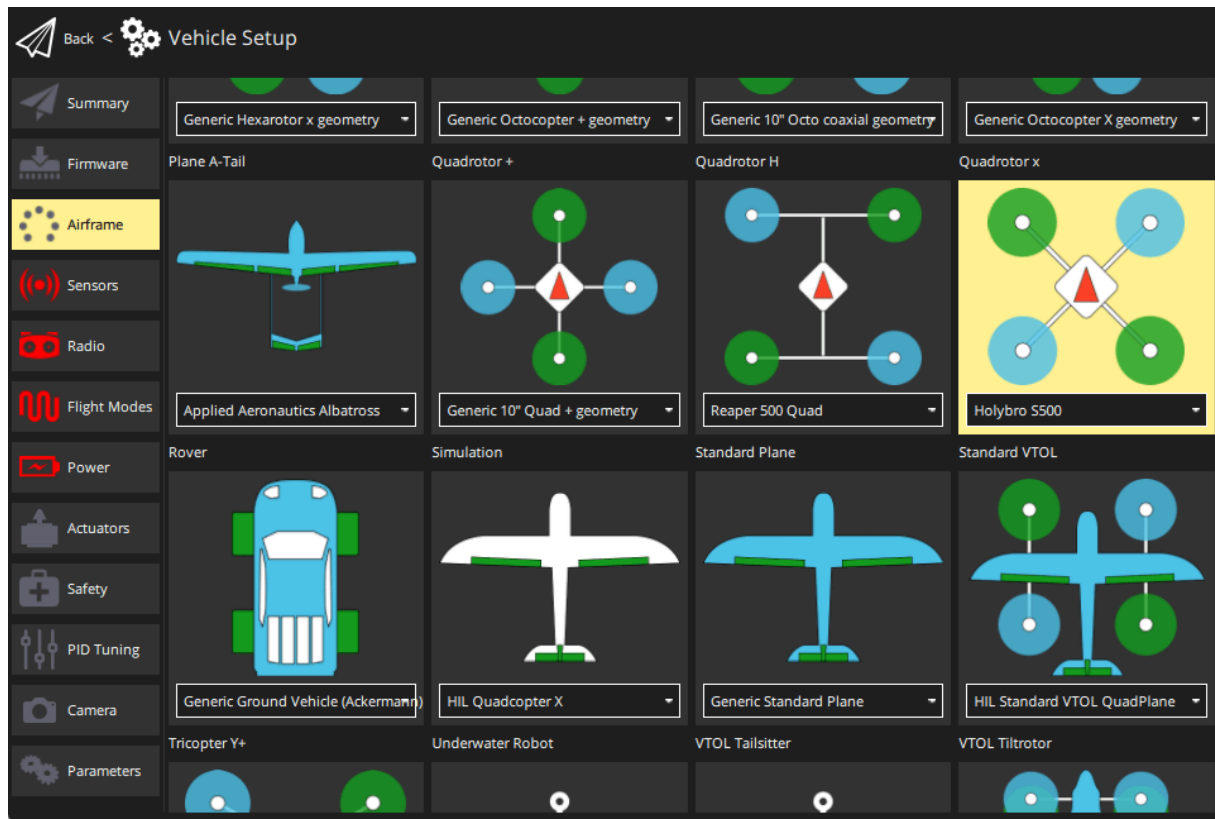 Back < Vehicle Setup
Summary
Firmware
Airframe
Sensors
Radio
Flight Modes
Power
Actuators
Safety
PID Tuning
Camera
Parameters
Generic Hexarotor x geometry
Generic Octocopter + geometry
Generic 10" Octo coaxial geometry
Generic Octocopter X geometry
Plane A-Tail
Quadrotor +
Quadrotor H
Quadrotor x
Applied Aeronautics Albatross
Generic 10" Quad + geometry
Reaper 500 Quad
Holybro S500
Rover
Simulation
Standard Plane
Standard VTOL
Generic Ground Vehicle (Ackermann)
HIL Quadcopter X
Generic Standard Plane
HIL Standard VTOL QuadPlane
Tricopter Y+
Underwater Robot
VTOL Tailsitter
VTOL Tiltrotor